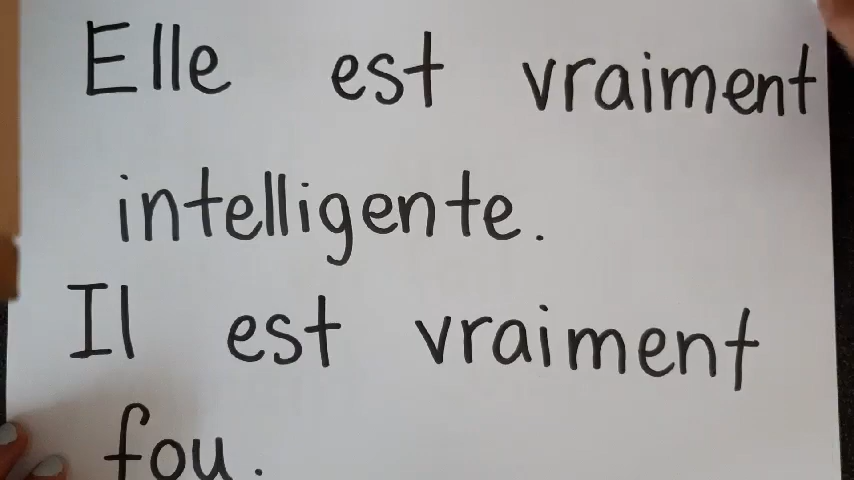 Elle est vraiment
intelligente.
Il est vraiment
fou.